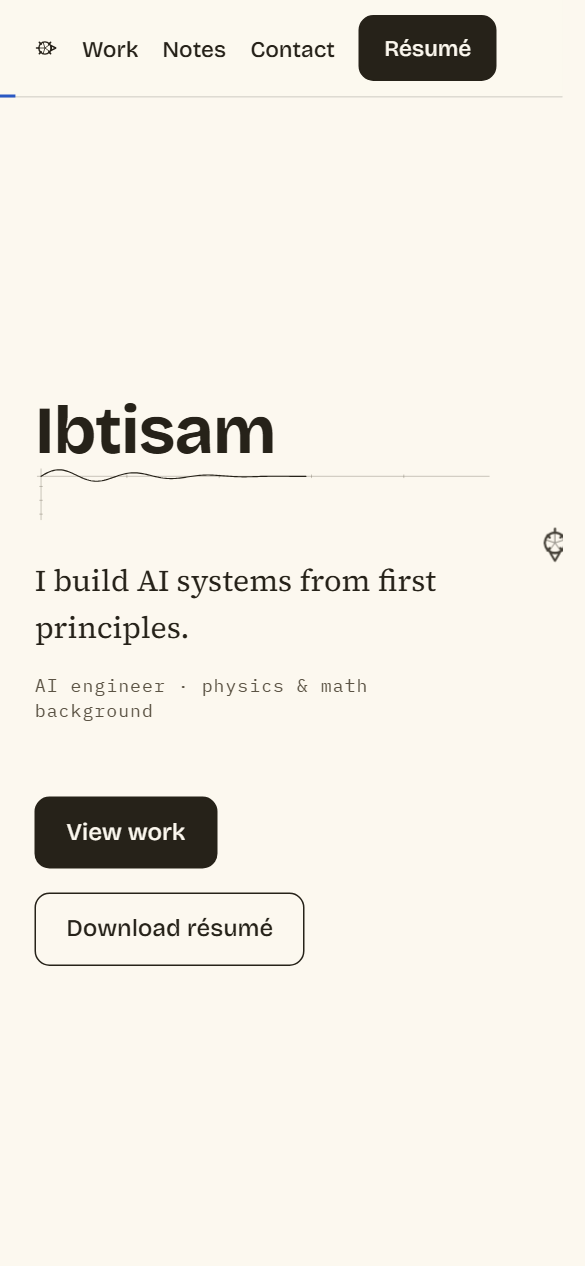 Work Notes Contact Résumé
Ibtisam
I build AI systems from first
principles.
AI engineer · physics & math
background
View work
Download résumé